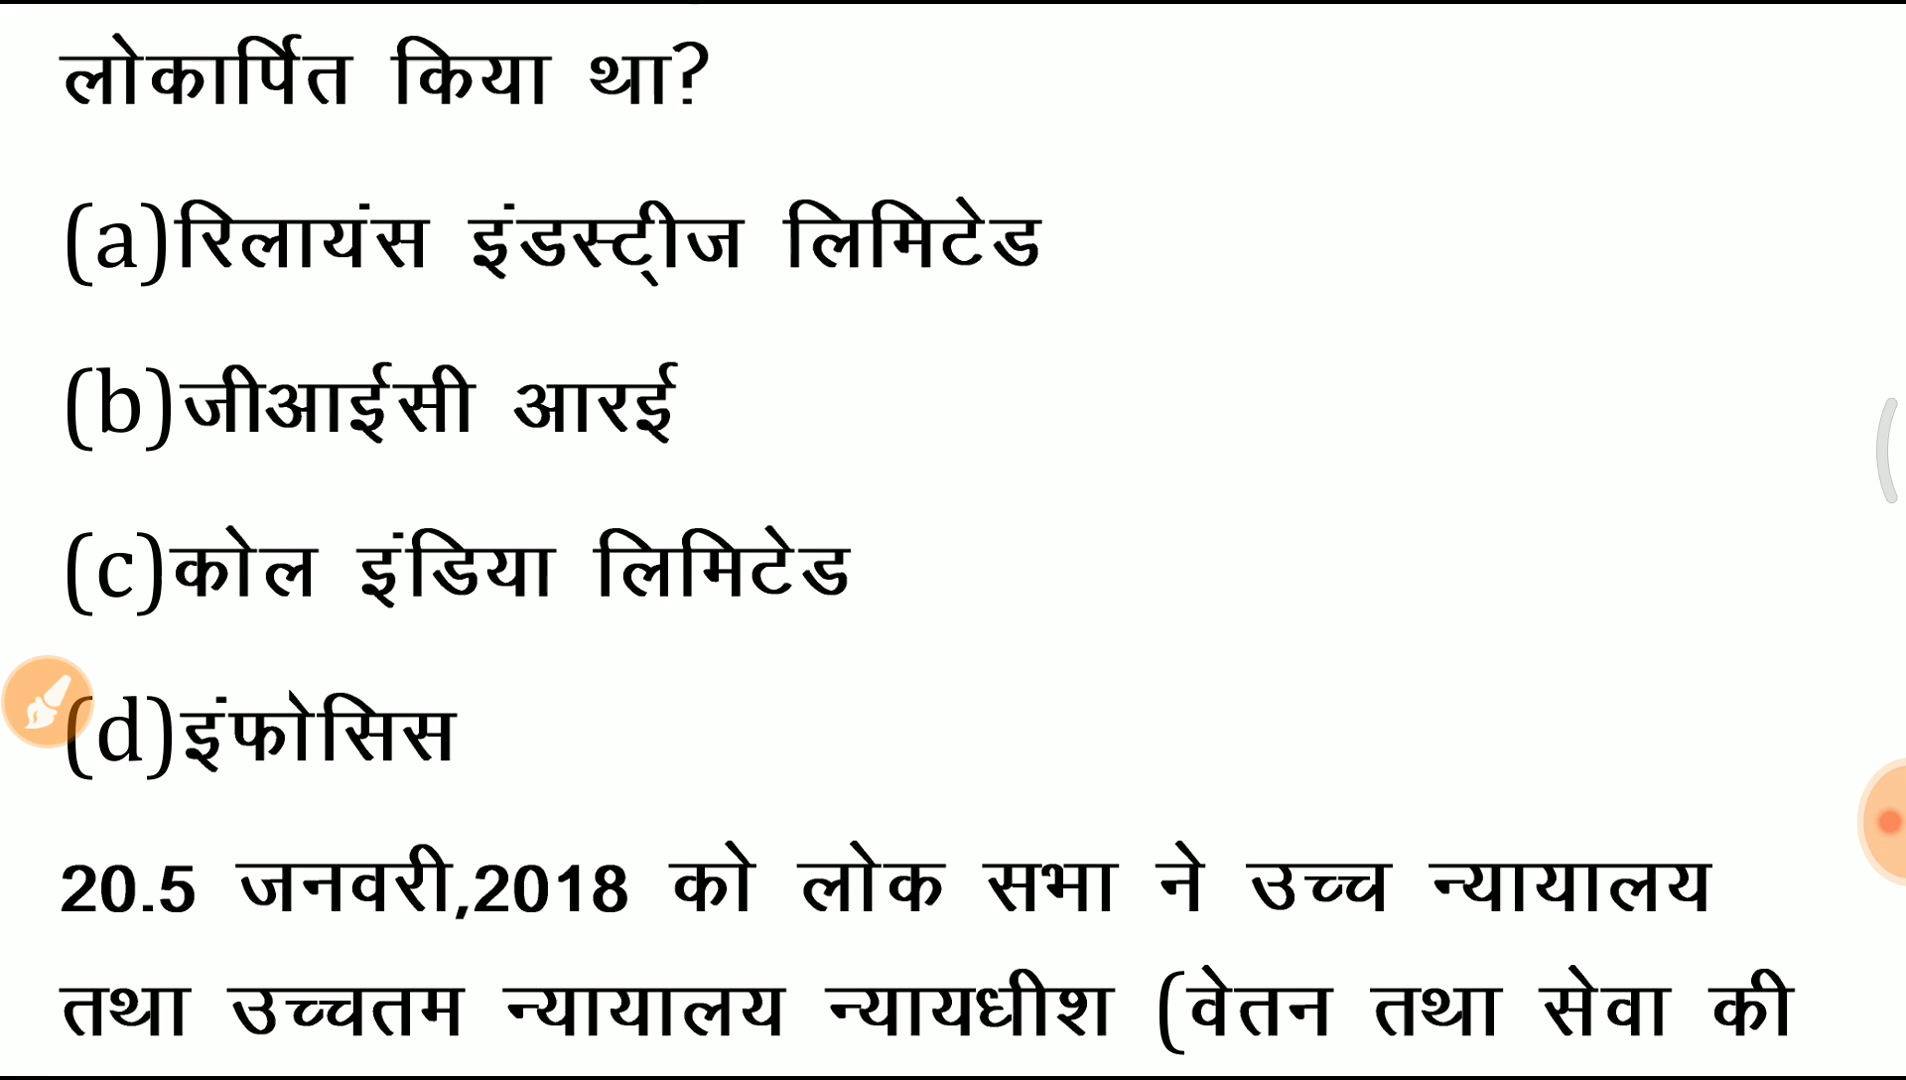 लोकार्पित किया था?
(a)रिलायंस इंडस्ट्ीज लिमिटेड
(b)जीआईसी आरई
(c)कोल इंडिया लिमिटेड
(d)इंफोसिस
20.5 जनवरी,2018 को लोक सभा ने उच्च न्यायालय
तथा उच्चतम न्यायालय न्यायधीश (वेतन तथा सेवा की